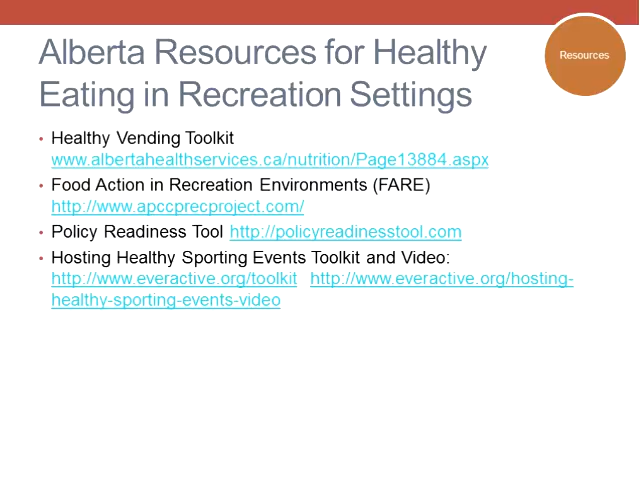 Resources
Alberta Resources for Healthy
Eating in Recreation Settings
• Healthy Vending Toolkit
www.albertahealthservices.ca/nutrition/Page13884.aspx
• Food Action in Recreation Environments (FARE)
http://www.apccprecproject.com/
• Policy Readiness Tool http://policyreadinesstool.com
• Hosting Healthy Sporting Events Toolkit and Video:
http://www.everactive.org/toolkit http://www.everactive.org/hosting-
healthy-sporting-events-video